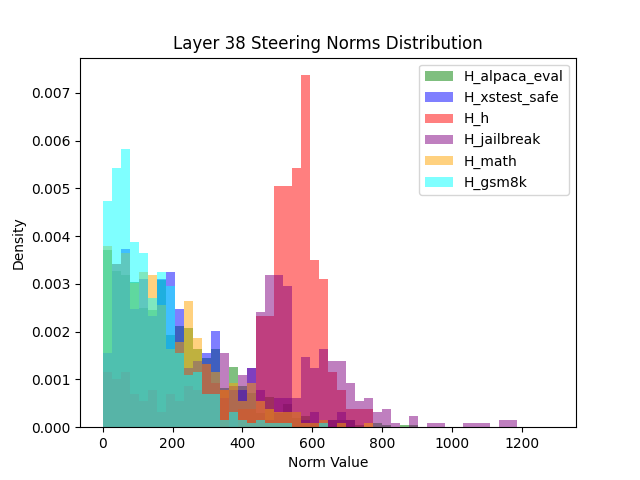 Layer 38 Steering Norms Distribution
H_alpaca_eval
H_xstest_safe
H_h
H_jailbreak
H_math
H_gsm8k
Density
0.007
0.006
0.005
0.004
0.003
0.002
0.001
0.000
0
200
400
600
800
1000
1200
Norm Value